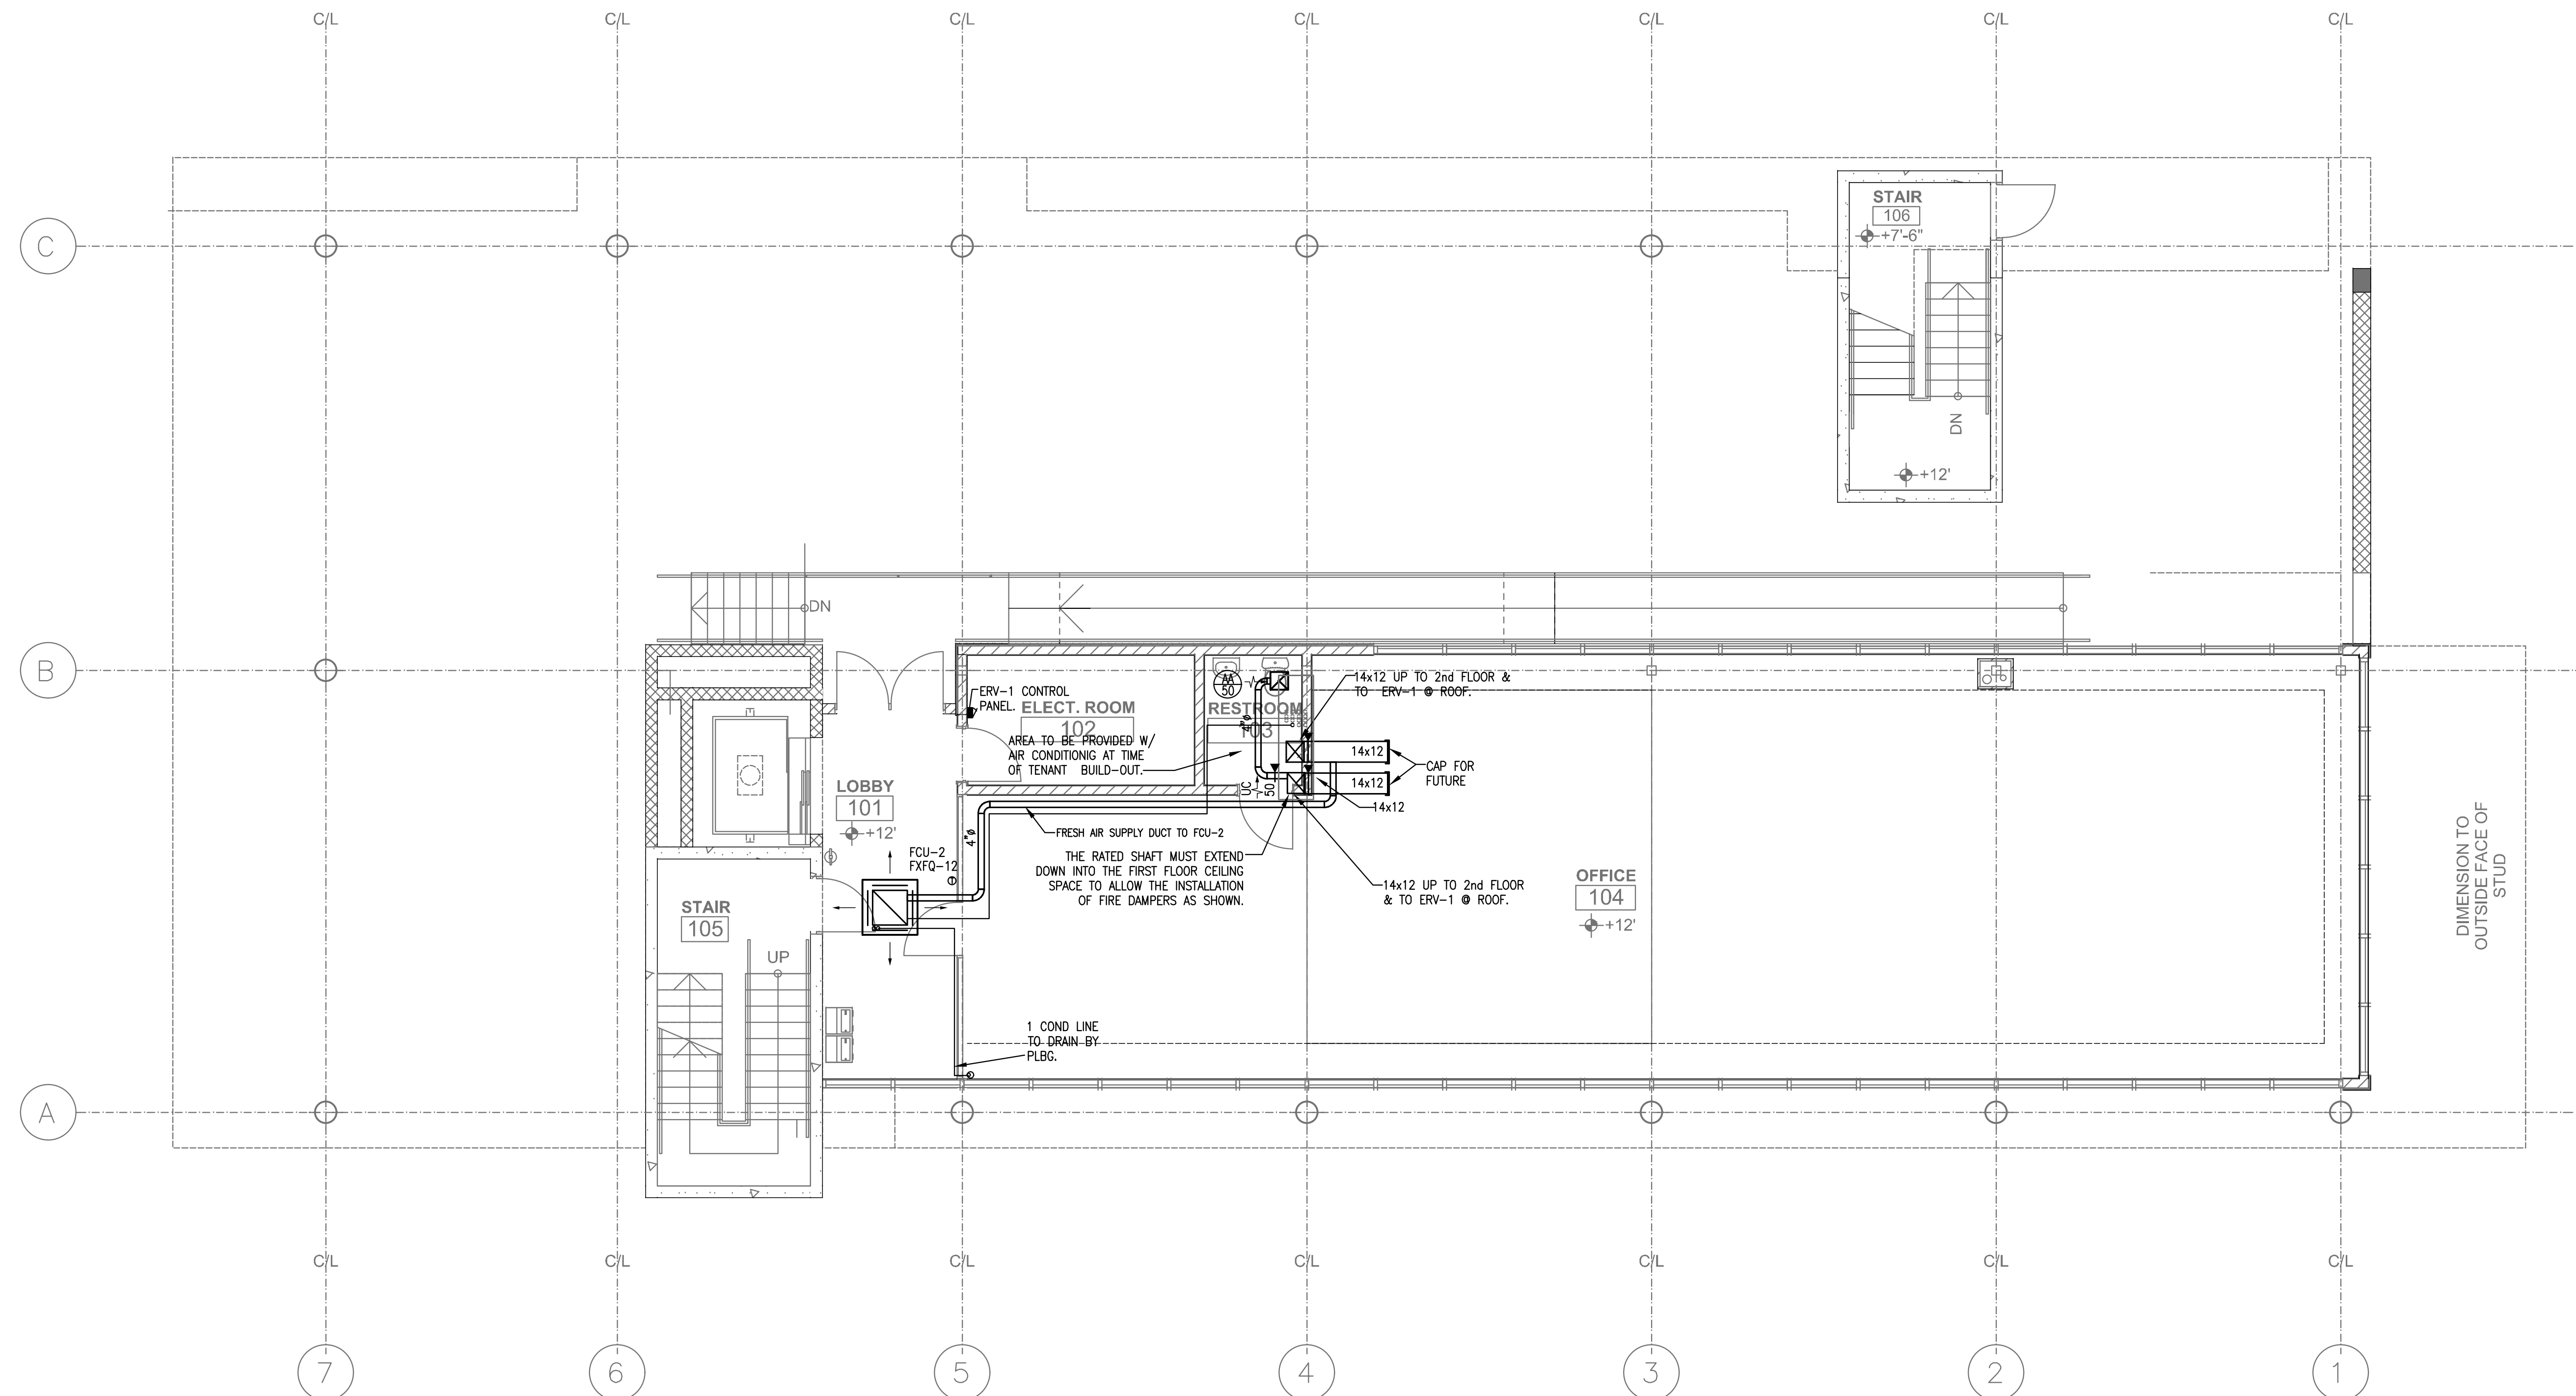 C/L
C/L
C/L
C/L
C/L
C/L
C/L
STAIR
106
+7'-6"
C
DN
+12'
DN
B
ERV-1 CONTROL
PANEL.
ELECT. ROOM
102
AREA TO BE PROVIDED W/
AIR CONDITIONIG AT TIME
OF TENANT BUILD-OUT.
AA
50
RESTROOM
103
4"ø
14x12 UP TO 2nd FLOOR &
TO ERV-1 @ ROOF.
14x12
14x12
CAP FOR
FUTURE
14x12
UC
50
LOBBY
101
+12'
4"ø
FRESH AIR SUPPLY DUCT TO FCU-2
FCU-2
FXFQ-12
THE RATED SHAFT MUST EXTEND
DOWN INTO THE FIRST FLOOR CEILING
SPACE TO ALLOW THE INSTALLATION
OF FIRE DAMPERS AS SHOWN.
14x12 UP TO 2nd FLOOR
& TO ERV-1 @ ROOF.
OFFICE
104
+12'
DIMENSION TO
OUTSIDE FACE OF
STUD
STAIR
105
UP
1 COND LINE
TO DRAIN BY
PLBG.
A
C/L
C/L
C/L
C/L
C/L
C/L
C/L
7
6
5
4
3
2
1